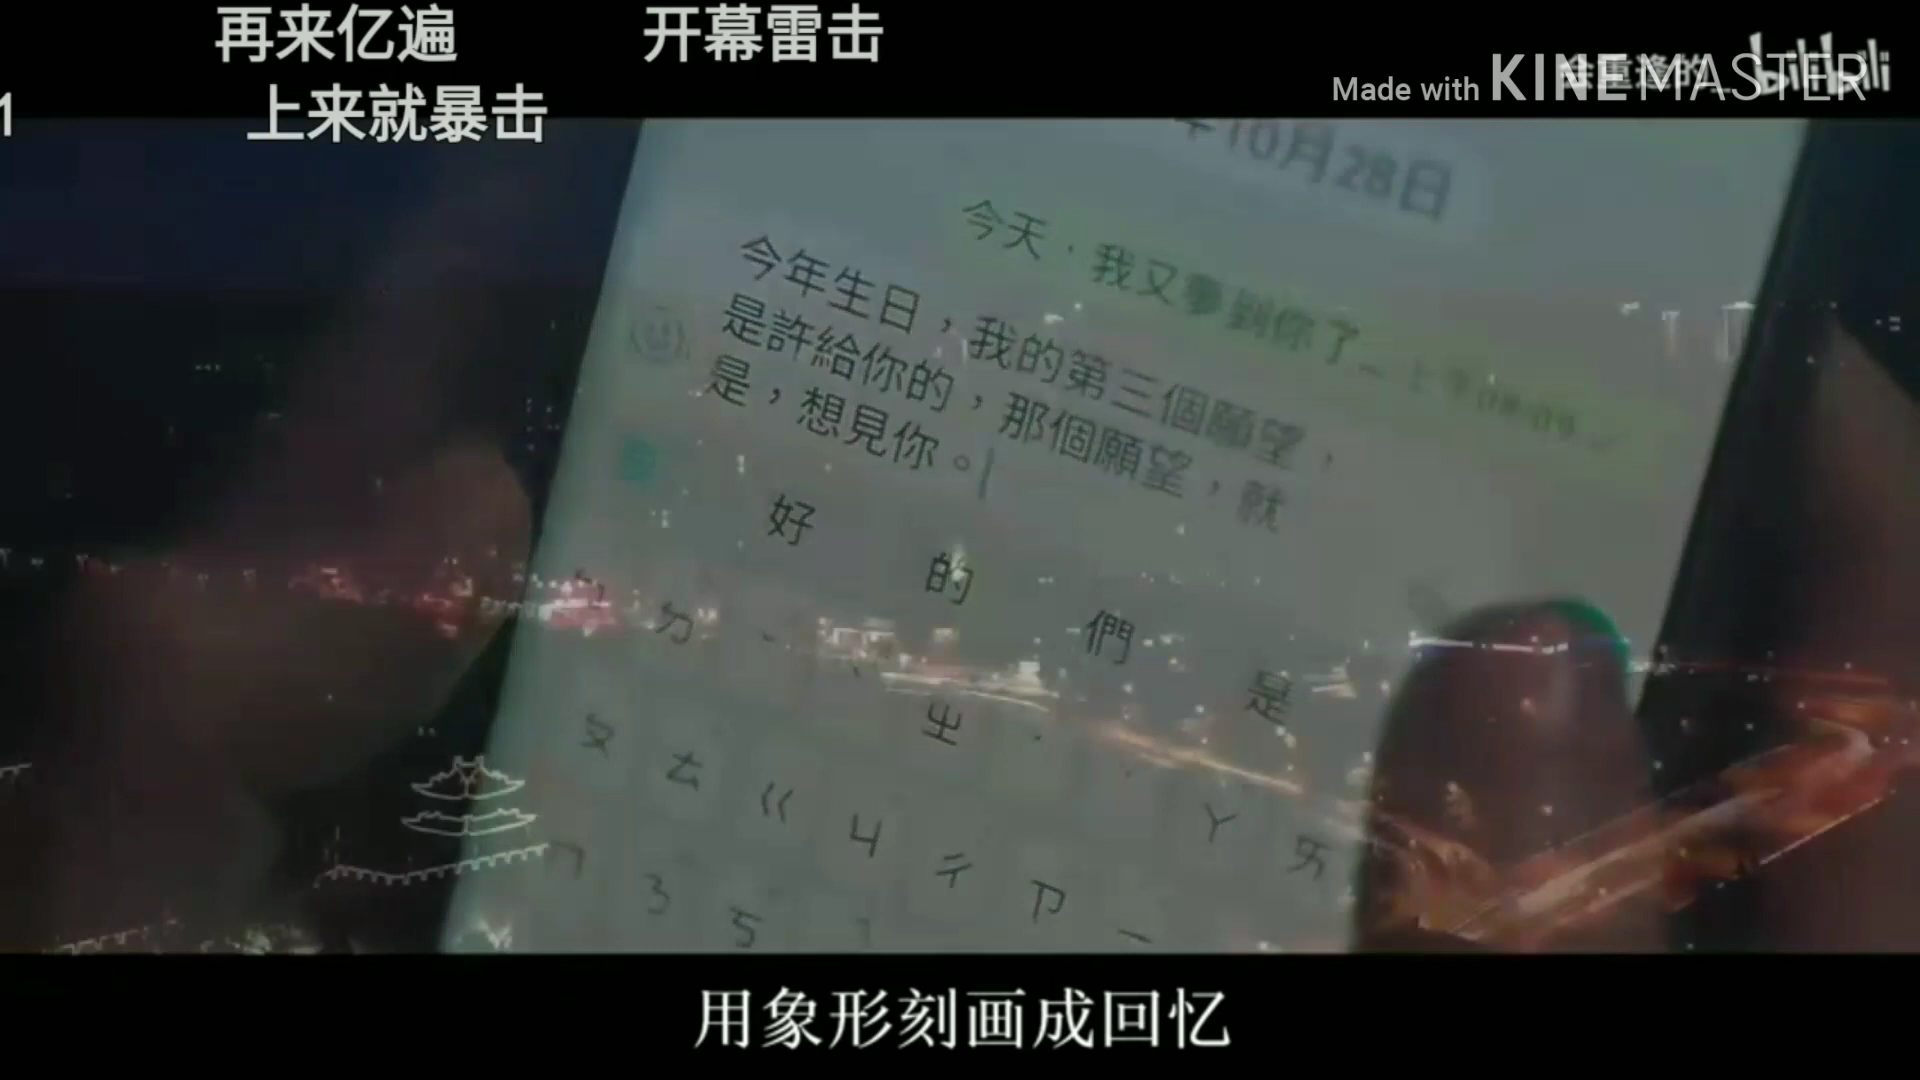 再来亿遍
开幕雷击
1
上来就暴击
Made with KINEMASTER
bilibili
10月28日
今天，我又夢到你了
今年生日，我的第三個願望，
是許給你的，那個願望，就
是，想見你。
好 的 們 是
ㄅ ㄉ ˋ ㄓ ˙ ㄚ ㄞ
ㄆ ㄊ ㄍ ㄐ ㄔ ㄗ ㄧ
ㄇ ㄋ ㄎ
用象形刻画成回忆